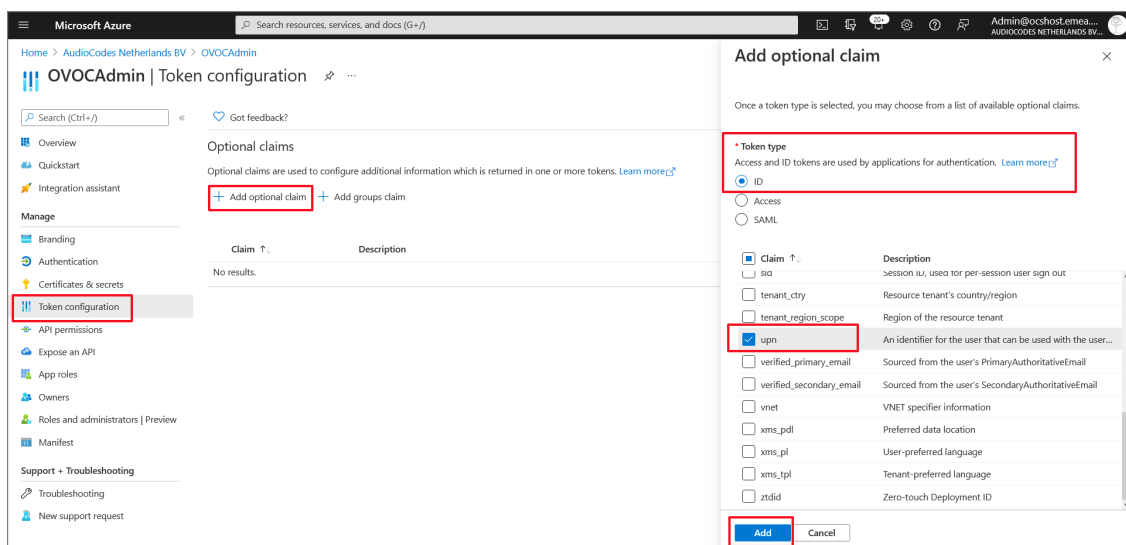 Microsoft Azure
Search resources, services, and docs (G+/)
20+
Admin@ocshost.emea....
AUDIOCODES NETHERLANDS BV...
Home > AudioCodes Netherlands BV > OVOCAdmin
OVOCAdmin | Token configuration
Search (Ctrl+/)
Overview
Quickstart
Integration assistant
Manage
Branding
Authentication
Certificates & secrets
Token configuration
API permissions
Expose an API
App roles
Owners
Roles and administrators | Preview
Manifest
Support + Troubleshooting
Troubleshooting
New support request
Got feedback?
Optional claims
Optional claims are used to configure additional information which is returned in one or more tokens. Learn more
+ Add optional claim + Add groups claim
Claim ↑↓ Description
No results.
Add optional claim
Once a token type is selected, you may choose from a list of available optional claims.
* Token type
Access and ID tokens are used by applications for authentication. Learn more
ID
Access
SAML
Claim ↑↓ Description
sid Session ID, used for per-session user sign out
tenant_ctry Resource tenant's country/region
tenant_region_scope Region of the resource tenant
upn An identifier for the user that can be used with the user...
verified_primary_email Sourced from the user's PrimaryAuthoritativeEmail
verified_secondary_email Sourced from the user's SecondaryAuthoritativeEmail
vnet VNET specifier information
xms_pdl Preferred data location
xms_pl User-preferred language
xms_tpl Tenant-preferred language
ztdid Zero-touch Deployment ID
Add Cancel